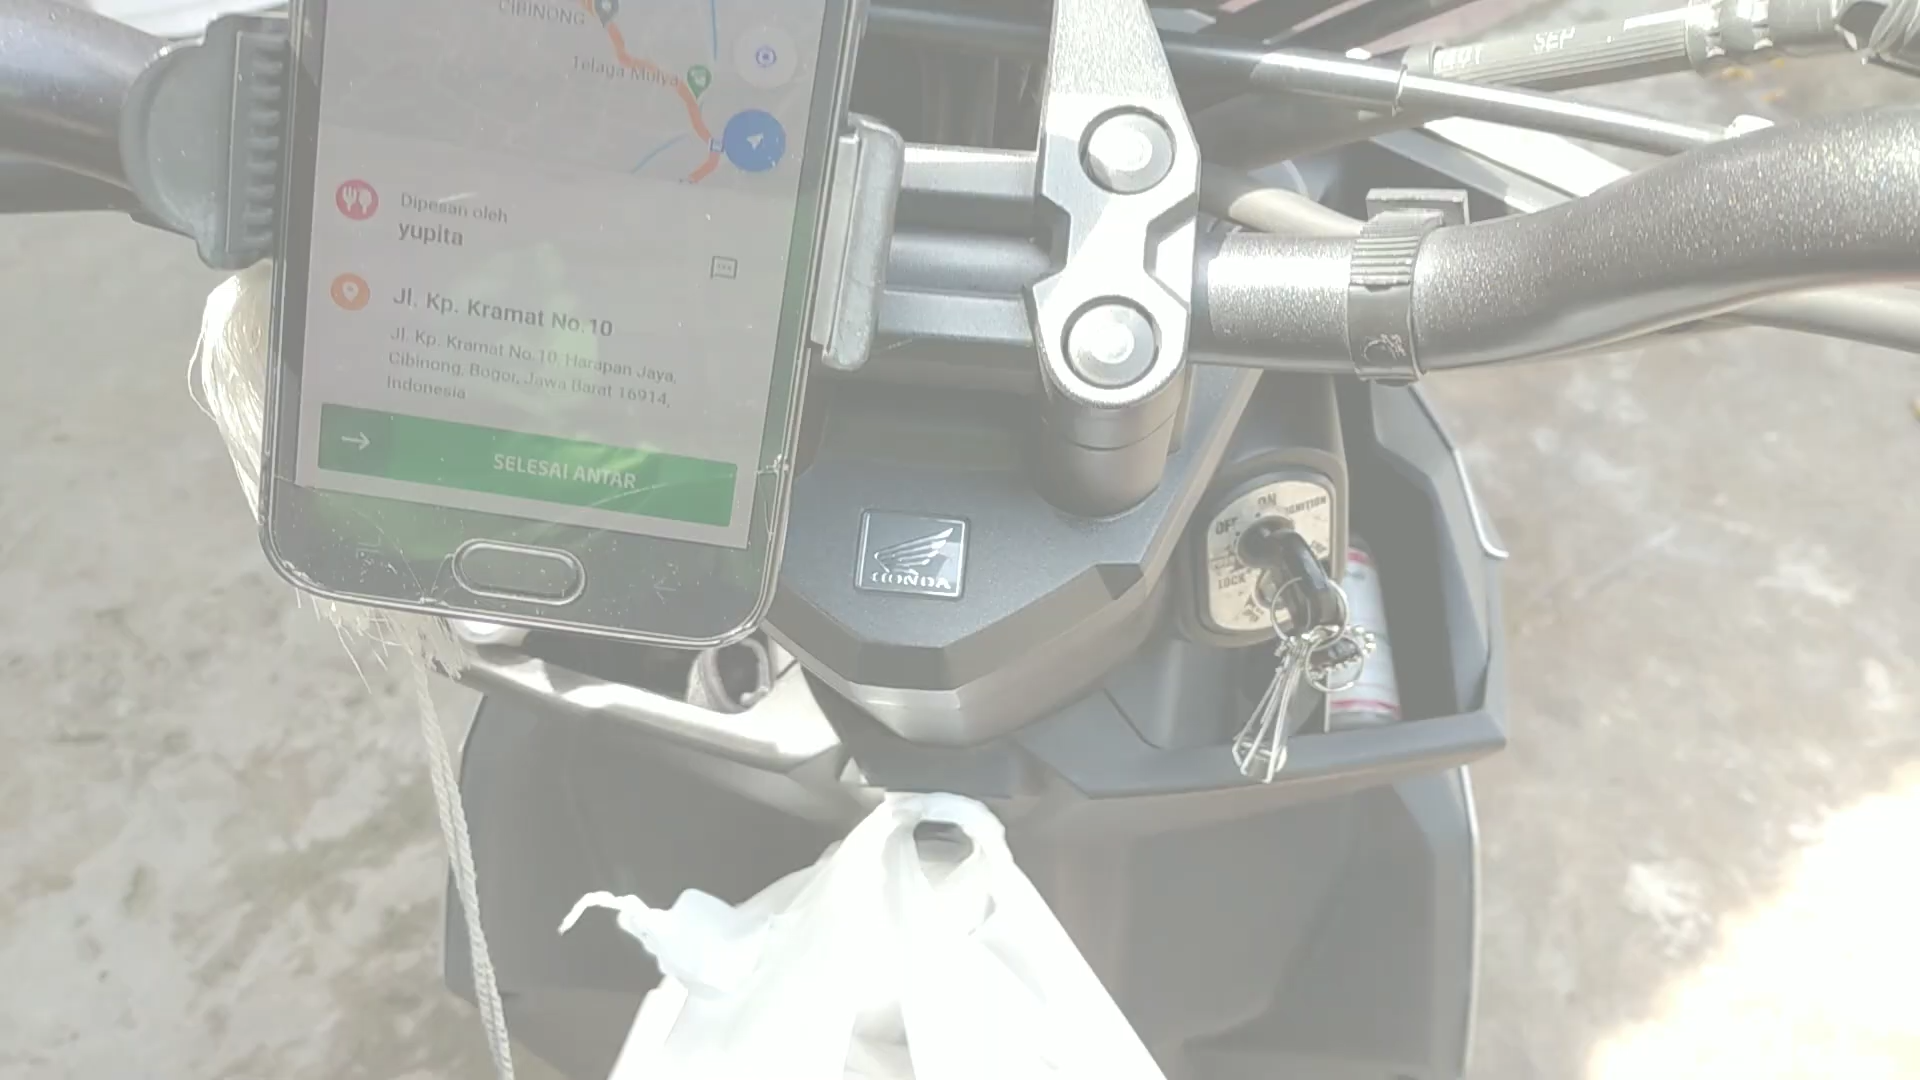 CIBINONG
Telaga Mulya
Dipesan oleh
yupita
Jl. Kp. Kramat No.10
Jl. Kp. Kramat No.10, Harapan Jaya,
Cibinong, Bogor, Jawa Barat 16914,
Indonesia
SELESAI ANTAR
HONDA
ON
OFF
IGNITION
LOCK
SEP